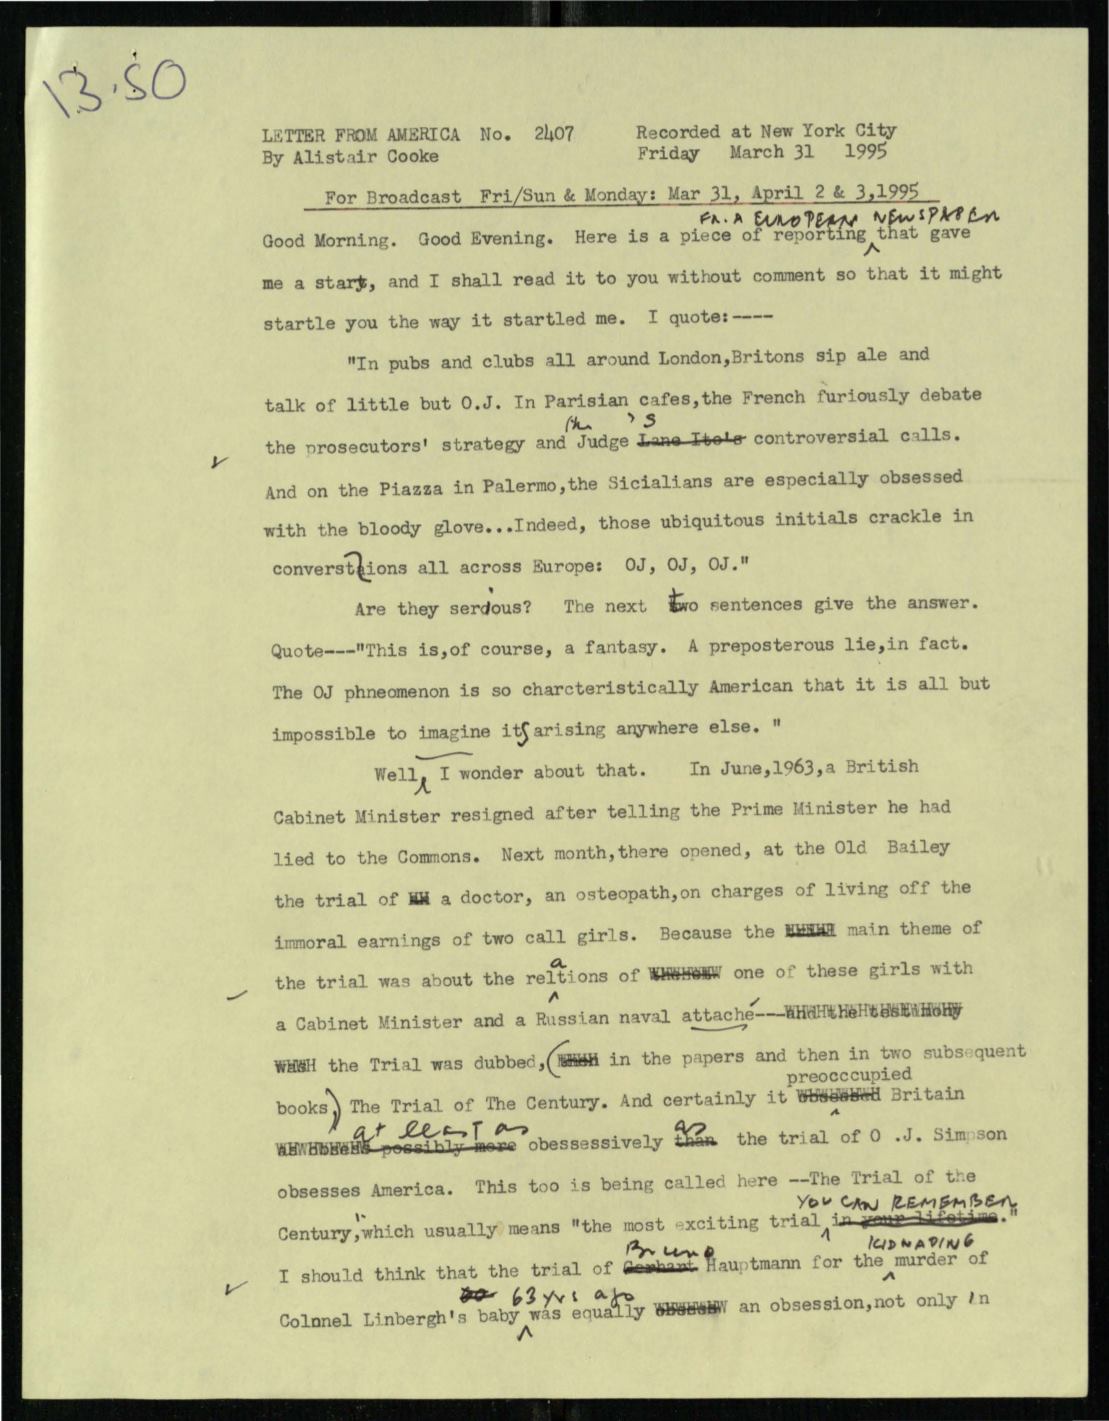 13.50
LETTER FROM AMERICA No. 2407 Recorded at New York City
By Alistair Cooke Friday March 31 1995
For Broadcast Fri/Sun & Monday: Mar 31, April 2 & 3,1995
FR. A EUROPEAN NEWSPAPER
Good Morning. Good Evening. Here is a piece of reporting that gave
me a start, and I shall read it to you without comment so that it might
startle you the way it startled me. I quote:----
"In pubs and clubs all around London,Britons sip ale and
talk of little but O.J. In Parisian cafes,the French furiously debate
the 's
the prosecutors' strategy and Judge Lane Ito's controversial calls.
And on the Piazza in Palermo,the Sicialians are especially obsessed
with the bloody glove...Indeed, those ubiquitous initials crackle in
converstaions all across Europe: OJ, OJ, OJ."
Are they serious? The next two sentences give the answer.
Quote---"This is,of course, a fantasy. A preposterous lie,in fact.
The OJ phneomenon is so charcteristically American that it is all but
impossible to imagine its arising anywhere else. "
Well, I wonder about that. In June,1963,a British
Cabinet Minister resigned after telling the Prime Minister he had
lied to the Commons. Next month,there opened, at the Old Bailey
the trial of a doctor, an osteopath,on charges of living off the
immoral earnings of two call girls. Because the main theme of
a
the trial was about the reltions of one of these girls with
a Cabinet Minister and a Russian naval attaché---and the testimony
the Trial was dubbed,( in the papers and then in two subsequent
preocccupied
books) The Trial of The Century. And certainly it obsessed Britain
at least as as
possibly more obessessively than the trial of O .J. Simpson
obsesses America. This too is being called here --The Trial of the
YOU CAN REMEMBER
Century,"which usually means "the most exciting trial in your lifetime."
Bruno KIDNAPING
I should think that the trial of Gerhart Hauptmann for the murder of
63 yrs ago
Colnnel Linbergh's baby was equally an obsession,not only in